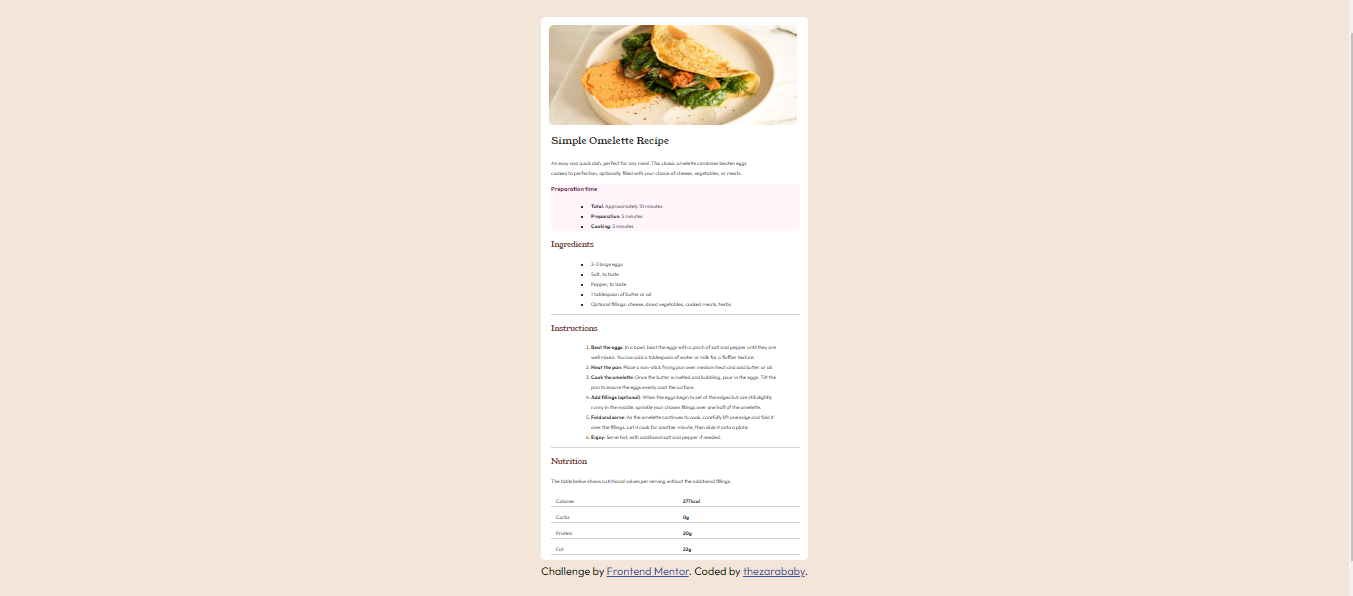 Simple Omelette Recipe
An easy and quick dish, perfect for any meal. This classic omelette combines beaten eggs
cooked to perfection, optionally filled with your choice of cheese, vegetables, or meats.
Preparation time
Total: Approximately 10 minutes
Preparation: 5 minutes
Cooking: 5 minutes
Ingredients
2-3 large eggs
Salt, to taste
Pepper, to taste
1 tablespoon of butter or oil
Optional fillings: cheese, diced vegetables, cooked meats, herbs
Instructions
1. Beat the eggs: In a bowl, beat the eggs with a pinch of salt and pepper until they are
well mixed. You can add a tablespoon of water or milk for a fluffier texture.
2. Heat the pan: Place a non-stick frying pan over medium heat and add butter or oil.
3. Cook the omelette: Once the butter is melted and bubbling, pour in the eggs. Tilt the
pan to ensure the eggs evenly coat the surface.
4. Add fillings (optional): When the eggs begin to set at the edges but are still slightly
runny in the middle, sprinkle your chosen fillings over one half of the omelette.
5. Fold and serve: As the omelette continues to cook, carefully lift one edge and fold it
over the fillings. Let it cook for another minute, then slide it onto a plate.
6. Enjoy: Serve hot, with additional salt and pepper if needed.
Nutrition
The table below shows nutritional values per serving without the additional fillings.
Calories 277kcal
Carbs 0g
Protein 20g
Fat 22g
Challenge by Frontend Mentor. Coded by thezarababy.